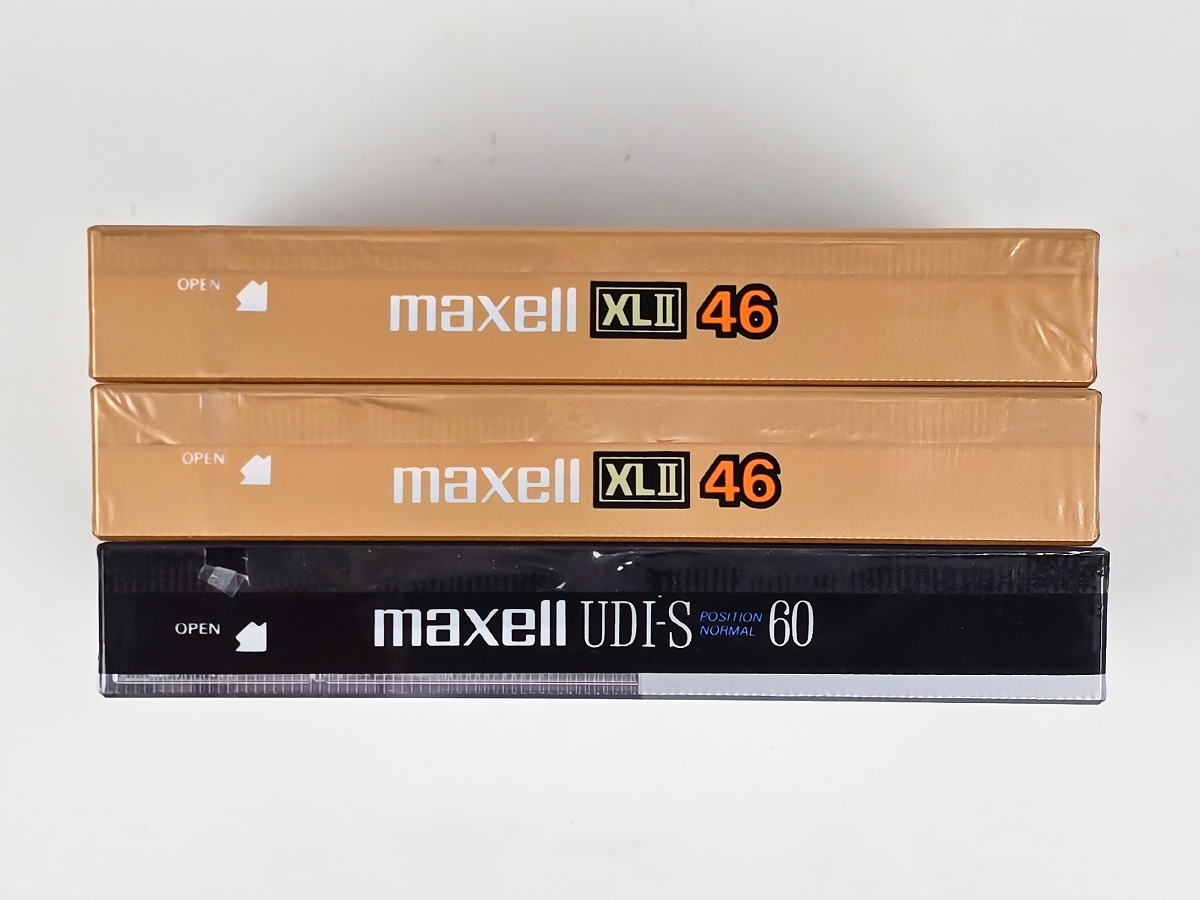 OPEN maxell XLII 46
OPEN maxell XLII 46
OPEN maxell UDI-S POSITION NORMAL 60